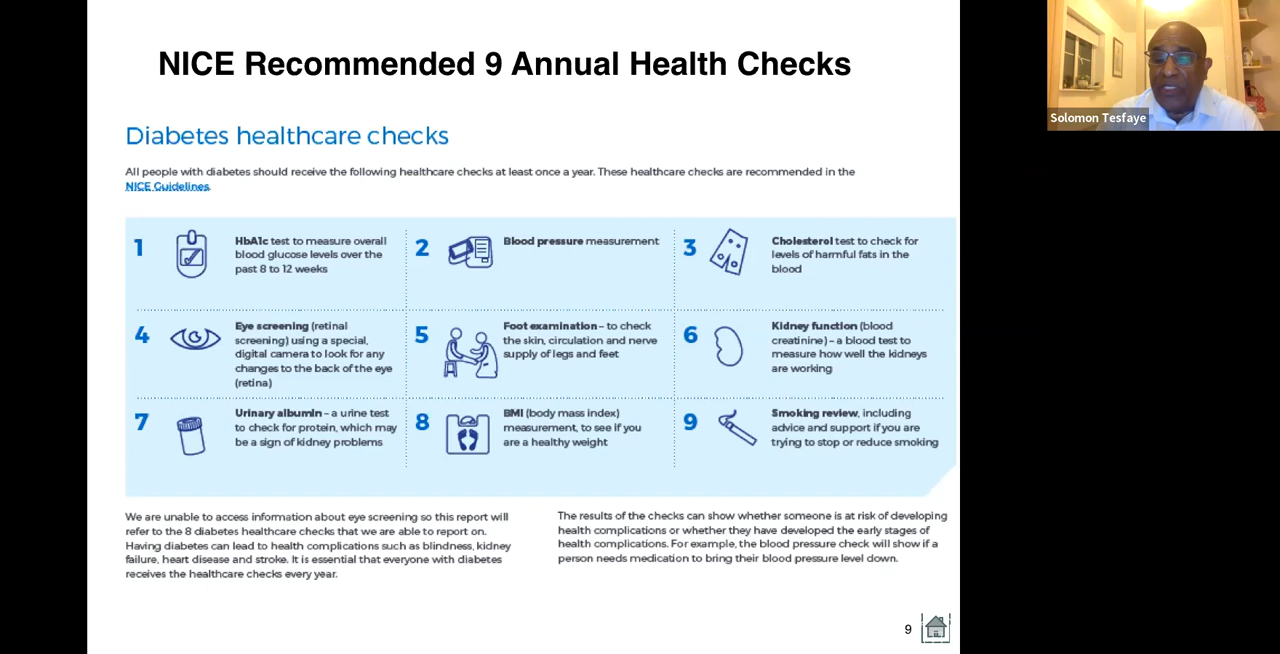 NICE Recommended 9 Annual Health Checks
Solomon Tesfaye
Diabetes healthcare checks
All people with diabetes should receive the following healthcare checks at least once a year. These healthcare checks are recommended in the
NICE Guidelines.
1
HbA1c test to measure overall
blood glucose levels over the
past 8 to 12 weeks
2
Blood pressure measurement
3
Cholesterol test to check for
levels of harmful fats in the
blood
4
Eye screening (retinal
screening) using a special,
digital camera to look for any
changes to the back of the eye
(retina)
5
Foot examination – to check
the skin, circulation and nerve
supply of legs and feet
6
Kidney function (blood
creatinine) – a blood test to
measure how well the kidneys
are working
7
Urinary albumin – a urine test
to check for protein, which may
be a sign of kidney problems
8
BMI (body mass index)
measurement, to see if you
are a healthy weight
9
Smoking review, including
advice and support if you are
trying to stop or reduce smoking
We are unable to access information about eye screening so this report will
refer to the 8 diabetes healthcare checks that we are able to report on.
Having diabetes can lead to health complications such as blindness, kidney
failure, heart disease and stroke. It is essential that everyone with diabetes
receives the healthcare checks every year.
The results of the checks can show whether someone is at risk of developing
health complications or whether they have developed the early stages of
health complications. For example, the blood pressure check will show if a
person needs medication to bring their blood pressure level down.
9